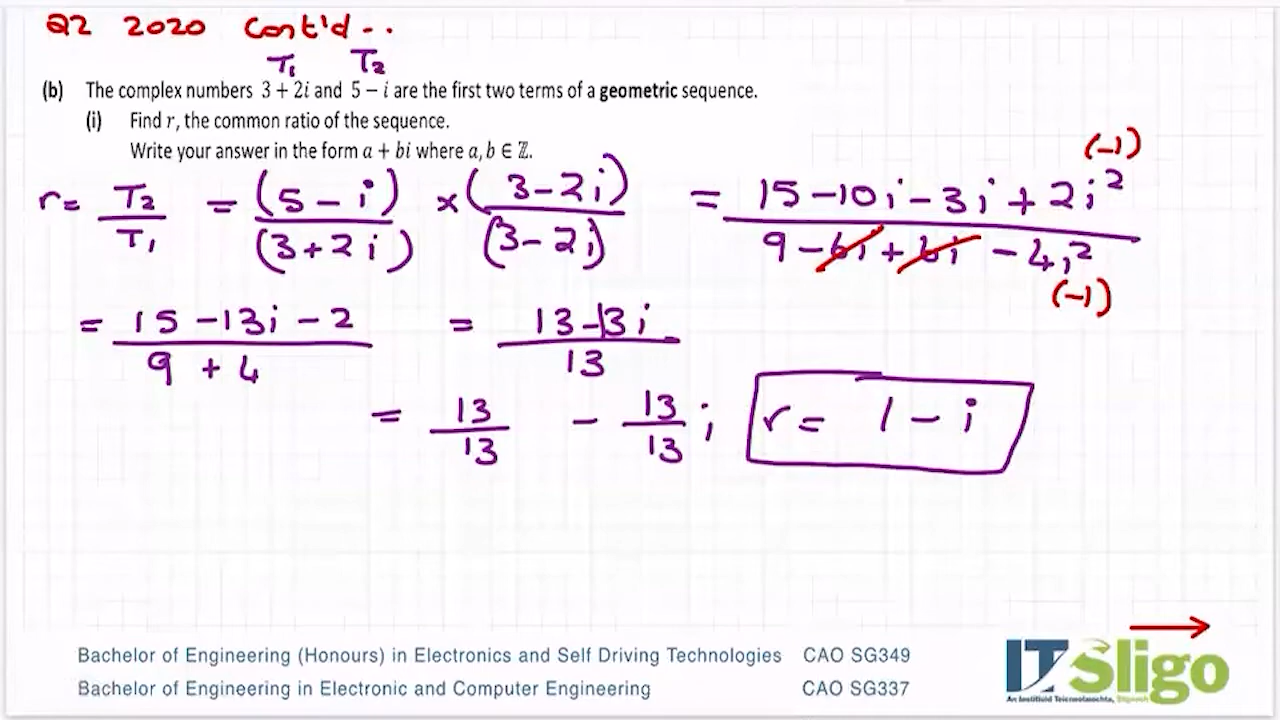 Q2 2020 Cont'd ..
T₁ T₂
(b) The complex numbers 3 + 2i and 5 − i are the first two terms of a geometric sequence.
(i) Find r, the common ratio of the sequence.
Write your answer in the form a + bi where a, b ∈ ℤ.
(-1)
r = T₂/T₁ = (5 - i)/(3 + 2i) × (3 - 2i)/(3 - 2i) = (15 - 10i - 3i + 2i²)/(9 - 6i + 6i - 4i²)
(-1)
= (15 - 13i - 2)/(9 + 4) = (13 - 13i)/13
= 13/13 - 13/13 i r = 1 - i
Bachelor of Engineering (Honours) in Electronics and Self Driving Technologies CAO SG349
Bachelor of Engineering in Electronic and Computer Engineering CAO SG337
IT Sligo
An Institiúid Teicneolaíochta, Sligeach